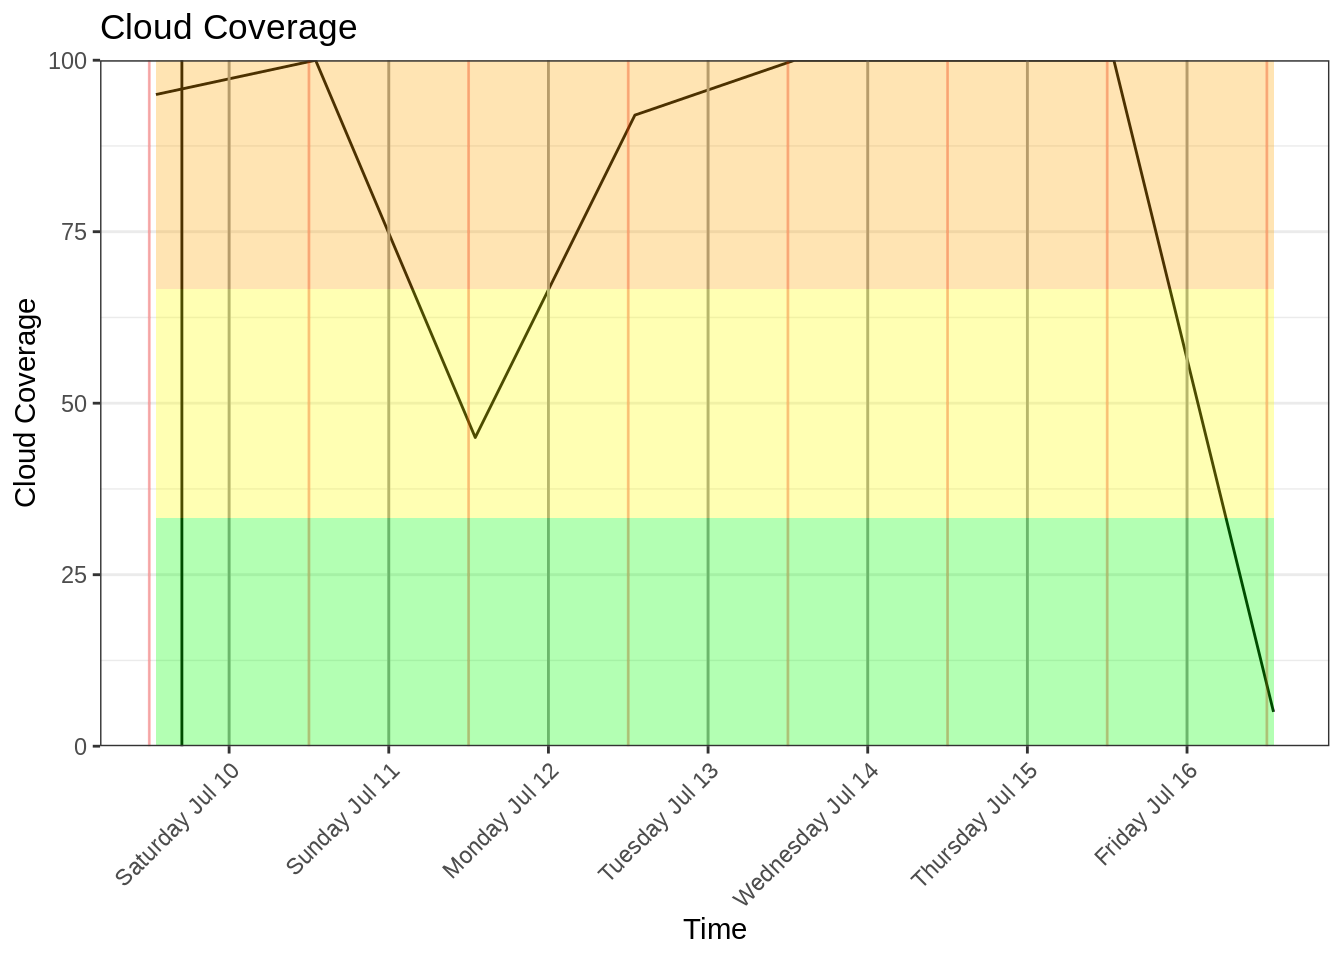 Cloud Coverage
100
75
50
25
0
Cloud Coverage
Saturday Jul 10
Sunday Jul 11
Monday Jul 12
Tuesday Jul 13
Wednesday Jul 14
Thursday Jul 15
Friday Jul 16
Time